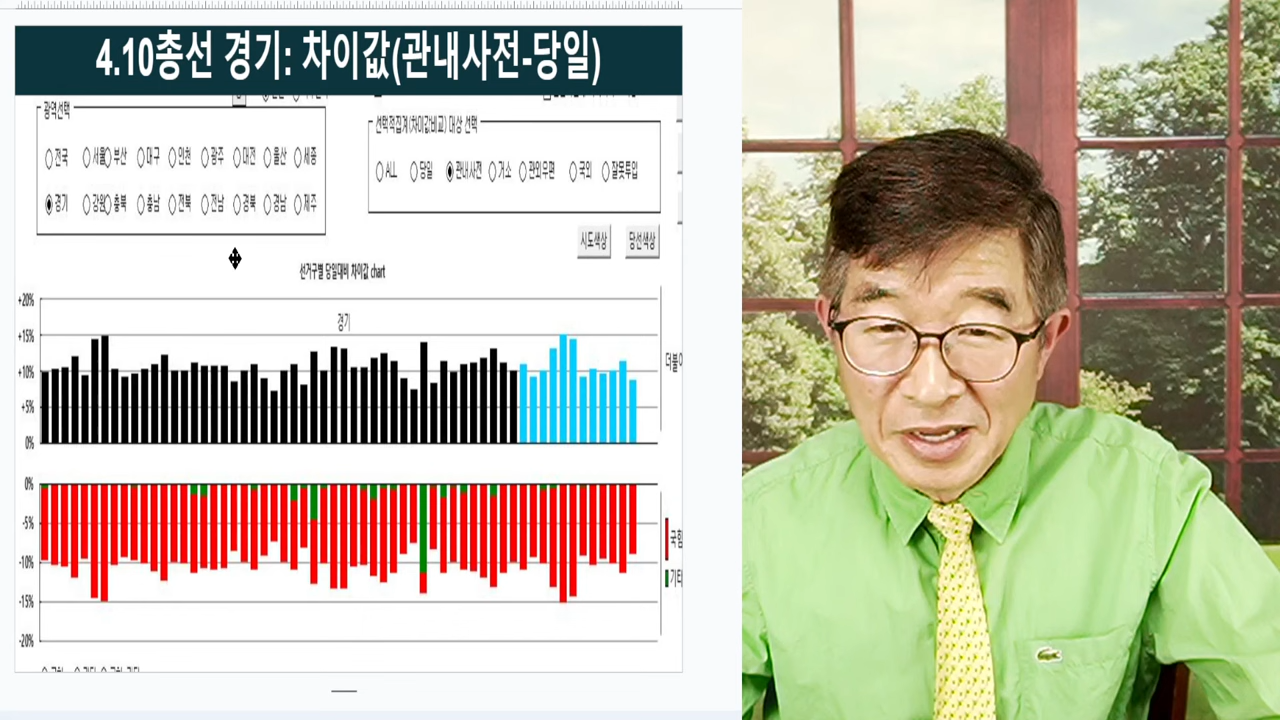 4.10총선 경기: 차이값(관내사전-당일)
광역선택
전국 서울 부산 대구 인천 광주 대전 울산 세종
경기 강원 충북 충남 전북 전남 경북 경남 제주
선택적집계(차이값비교) 대상 선택
ALL 당일 관내사전 거소 관외우편 국외 잘못투입
시도색상 당선색상
선거구별 당일대비 차이값 chart
경기
+20%
+15%
+10%
+5%
0%
0%
-5%
-10%
-15%
-20%
더불어
국힘
기타